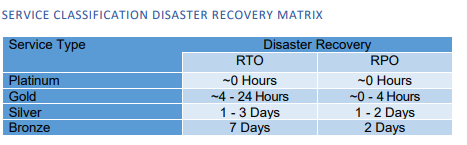 SERVICE CLASSIFICATION DISASTER RECOVERY MATRIX
Service Type Disaster Recovery
RTO RPO
Platinum ~0 Hours ~0 Hours
Gold ~4 - 24 Hours ~0 - 4 Hours
Silver 1 - 3 Days 1 - 2 Days
Bronze 7 Days 2 Days